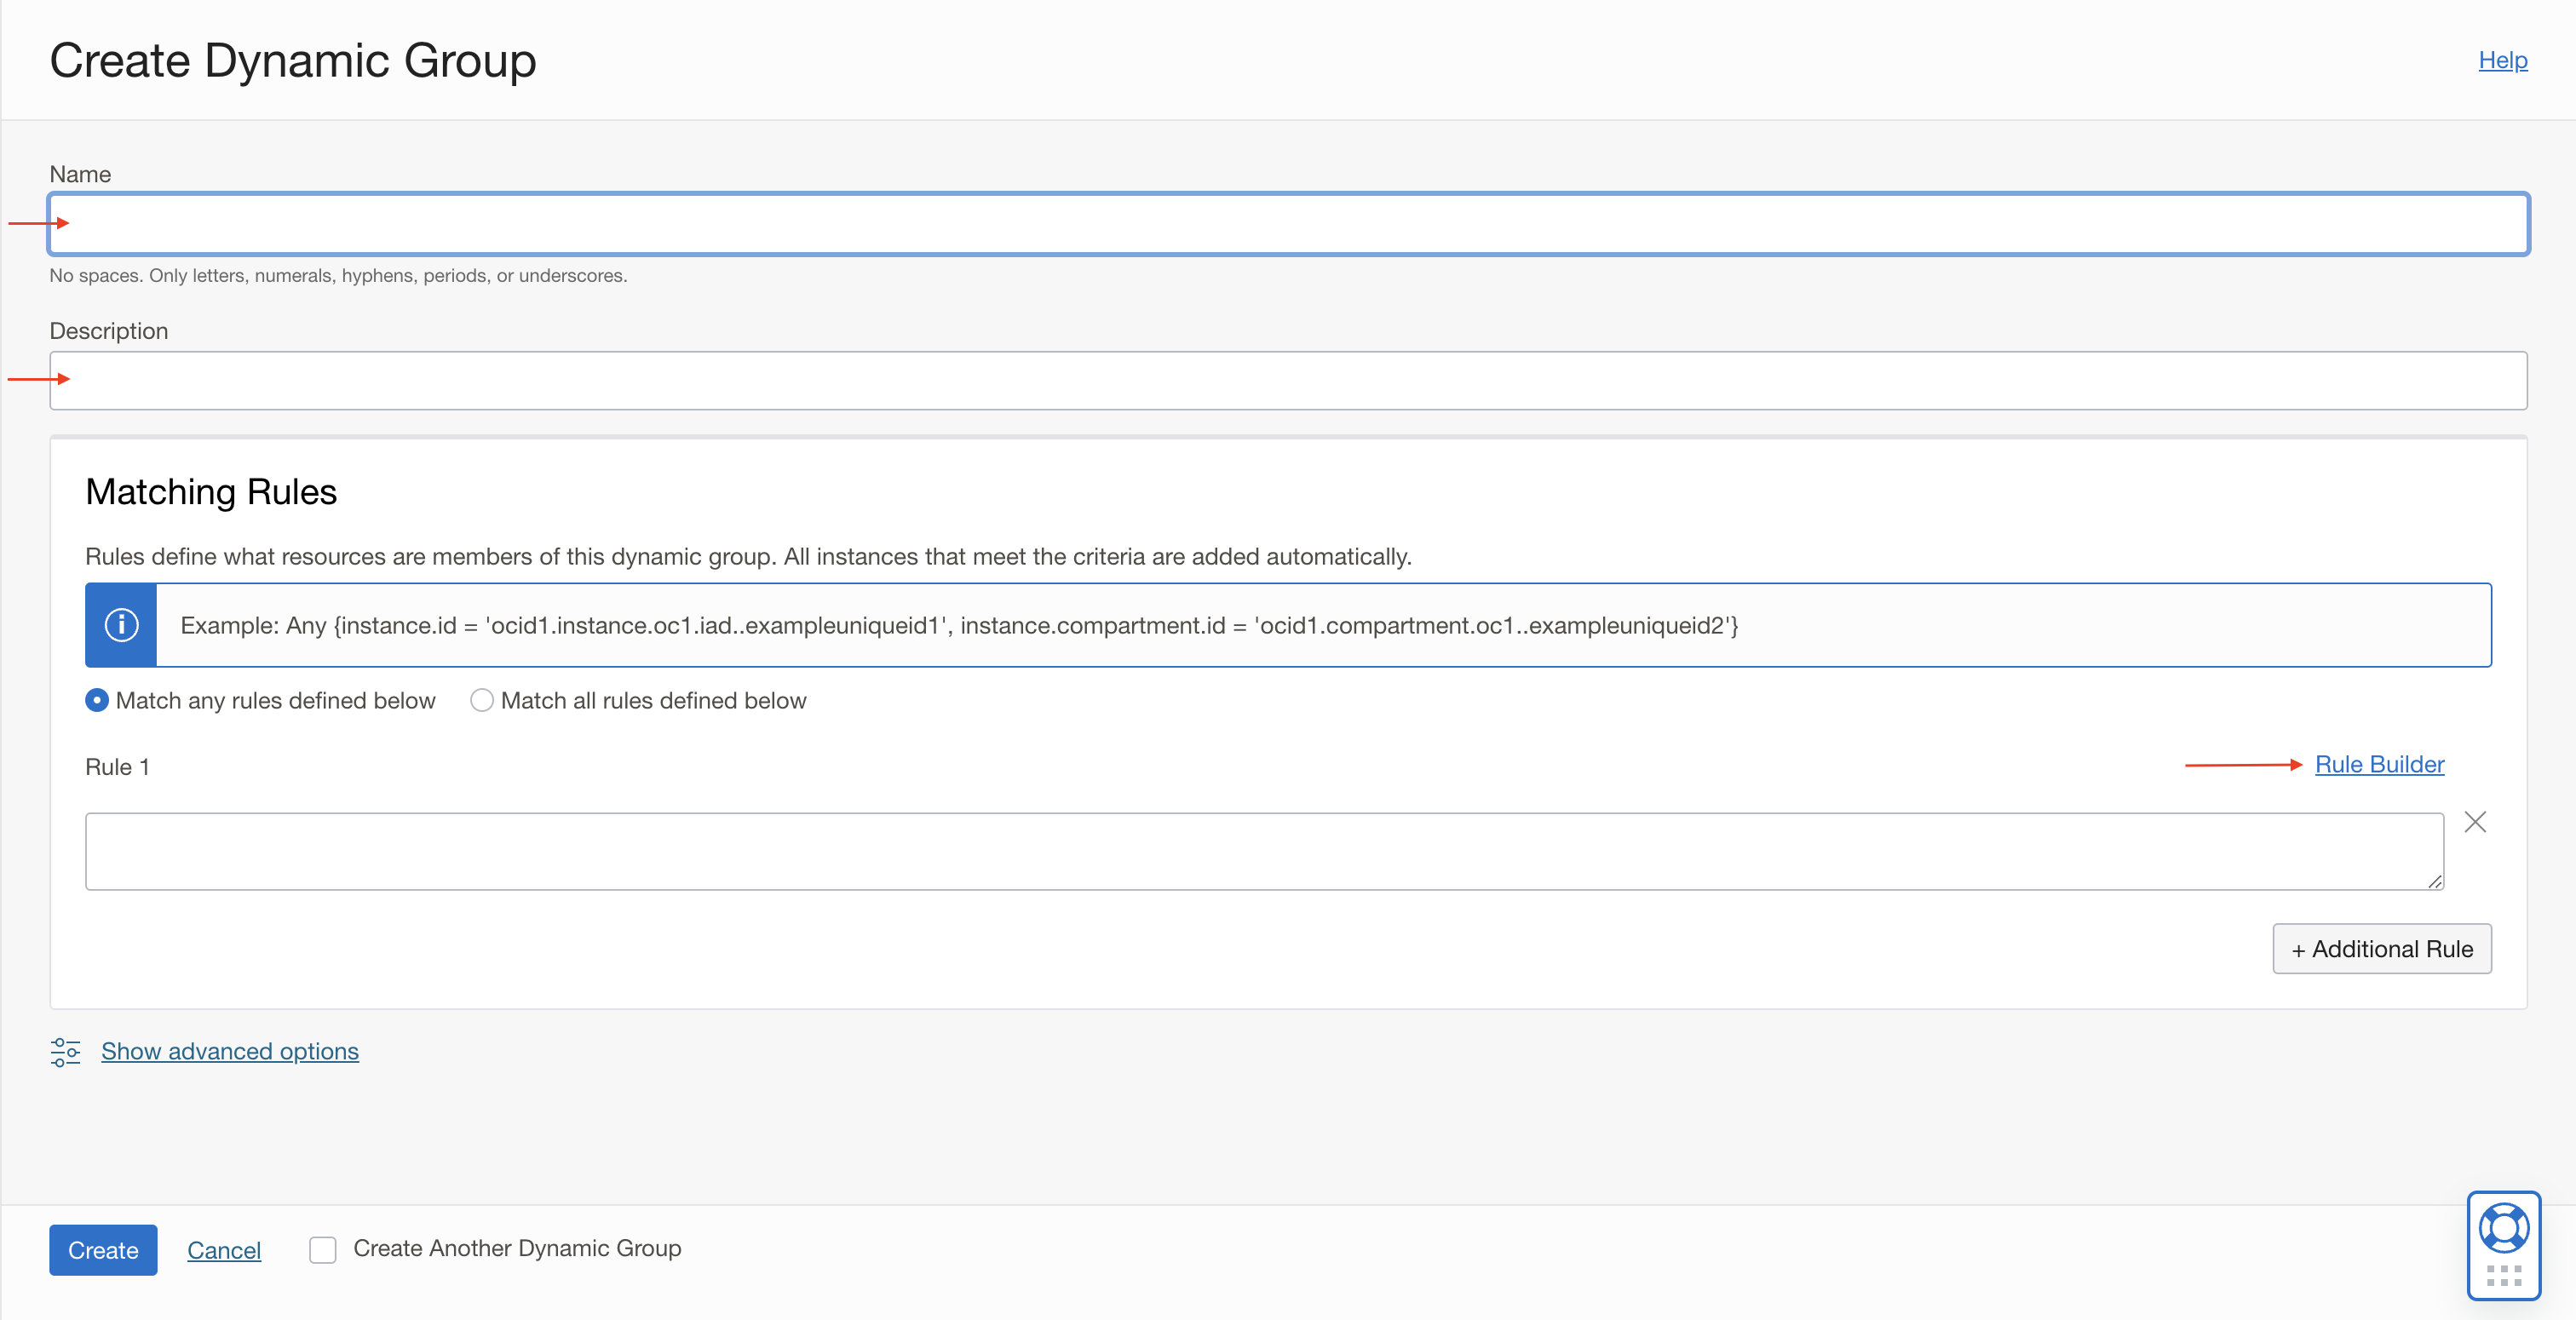 Create Dynamic Group
Help
Name
No spaces. Only letters, numerals, hyphens, periods, or underscores.
Description
Matching Rules
Rules define what resources are members of this dynamic group. All instances that meet the criteria are added automatically.
Example: Any {instance.id = 'ocid1.instance.oc1.iad..exampleuniqueid1', instance.compartment.id = 'ocid1.compartment.oc1..exampleuniqueid2'}
Match any rules defined below Match all rules defined below
Rule 1 Rule Builder
+ Additional Rule
Show advanced options
Create Cancel Create Another Dynamic Group